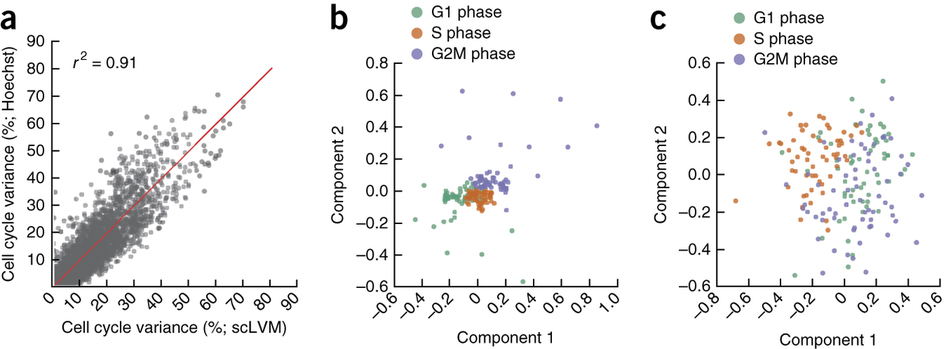 a
r² = 0.91
Cell cycle variance (%; Hoechst)
90
80
70
60
50
40
30
20
10
0 10 20 30 40 50 60 70 80 90
Cell cycle variance (%; scLVM)
b
G1 phase
S phase
G2M phase
Component 2
0.8
0.6
0.4
0.2
0.0
−0.2
−0.4
−0.6
−0.6 −0.4 −0.2 0 0.2 0.4 0.6 0.8 1.0
Component 1
c
G1 phase
S phase
G2M phase
Component 2
0.6
0.4
0.2
0.0
−0.2
−0.4
−0.6
−0.8 −0.6 −0.4 −0.2 0 0.2 0.4 0.6
Component 1